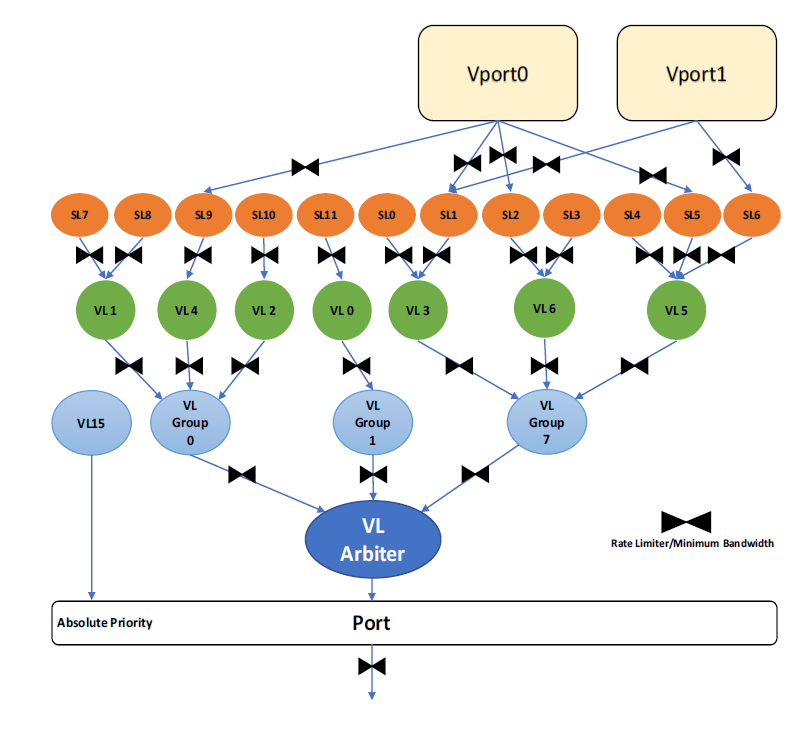 Vport0
Vport1
SL7
SL8
SL9
SL10
SL11
SL0
SL1
SL2
SL3
SL4
SL5
SL6
VL 1
VL 4
VL 2
VL 0
VL 3
VL 6
VL 5
VL15
VL
Group
0
VL
Group
1
VL
Group
7
VL
Arbiter
Rate Limiter/Minimum Bandwidth
Absolute Priority
Port